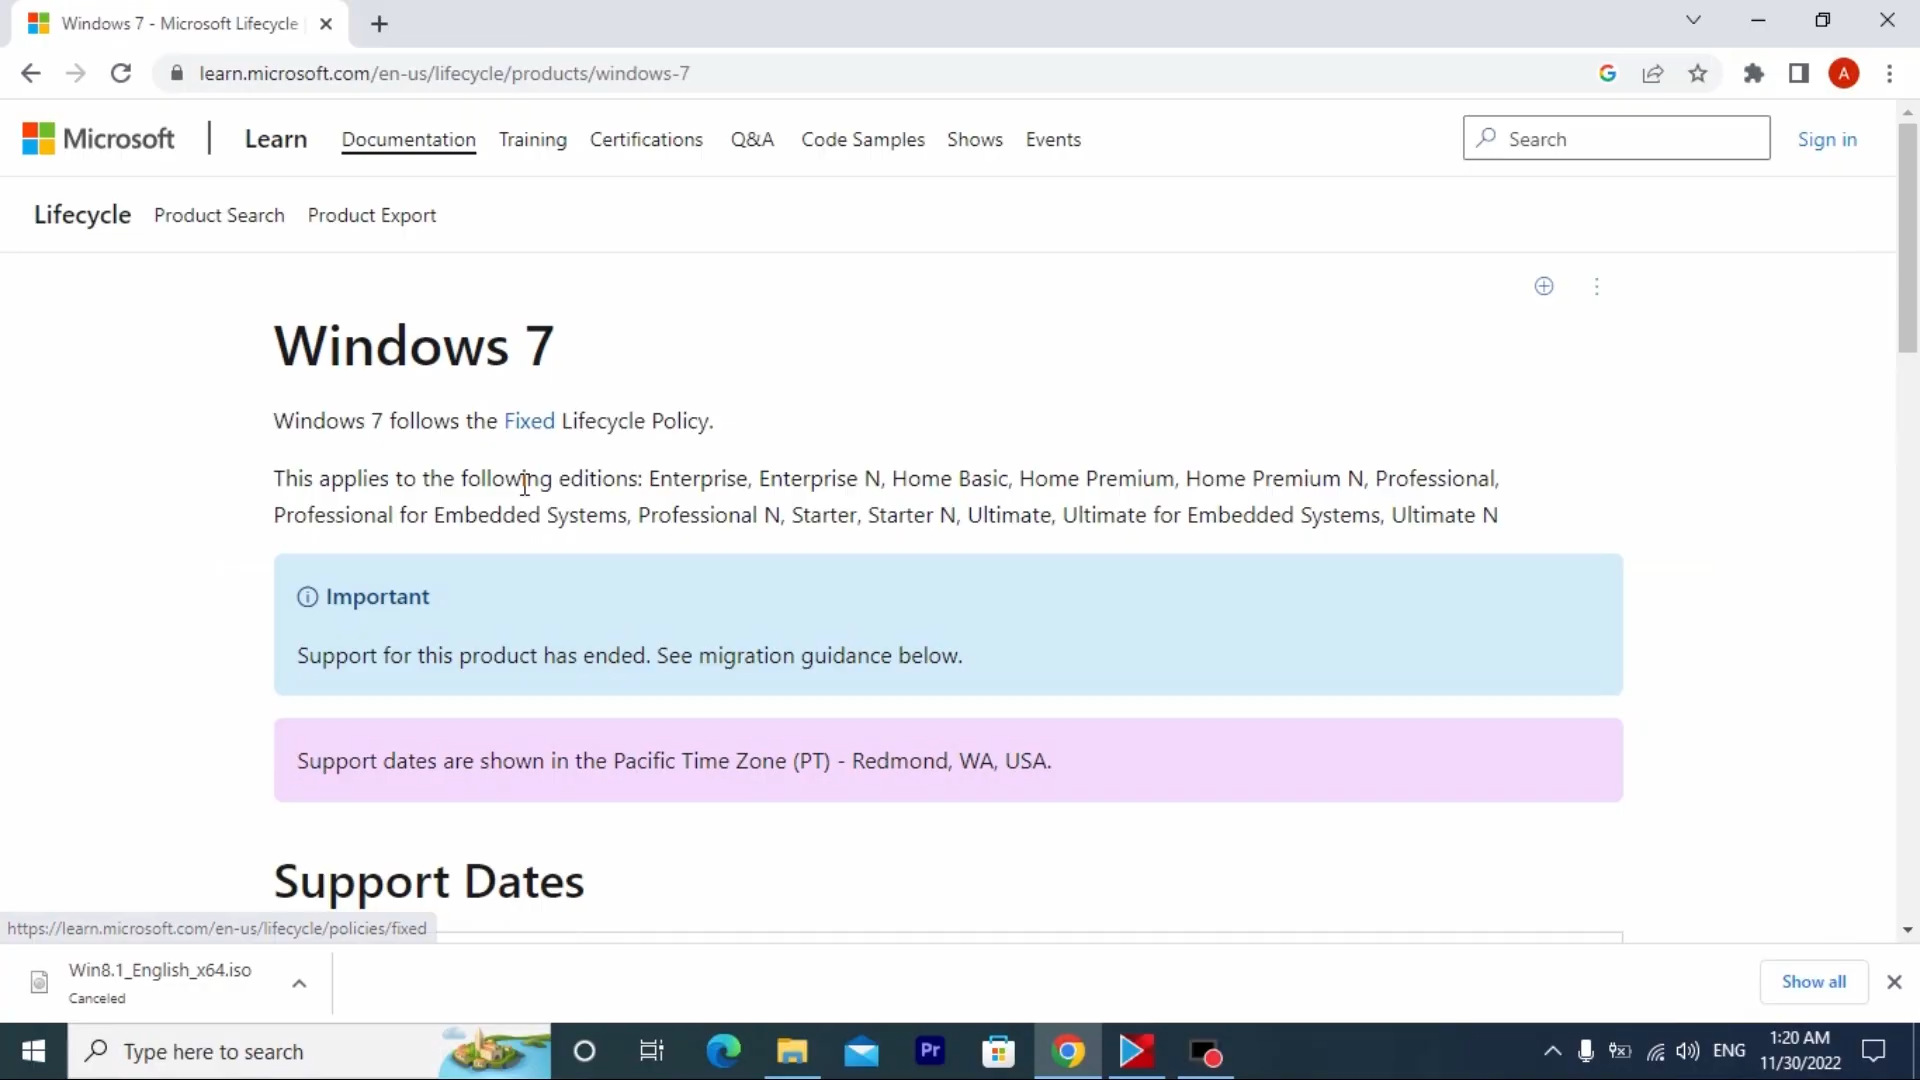 Windows 7 - Microsoft Lifecycle
learn.microsoft.com/en-us/lifecycle/products/windows-7
A
Microsoft
Learn
Documentation
Training
Certifications
Q&A
Code Samples
Shows
Events
Search
Sign in
Lifecycle
Product Search
Product Export
Windows 7
Windows 7 follows the Fixed Lifecycle Policy.
This applies to the following editions: Enterprise, Enterprise N, Home Basic, Home Premium, Home Premium N, Professional,
Professional for Embedded Systems, Professional N, Starter, Starter N, Ultimate, Ultimate for Embedded Systems, Ultimate N
Important
Support for this product has ended. See migration guidance below.
Support dates are shown in the Pacific Time Zone (PT) - Redmond, WA, USA.
Support Dates
https://learn.microsoft.com/en-us/lifecycle/policies/fixed
Win8.1_English_x64.iso
Canceled
Show all
Type here to search
Pr
ENG
1:20 AM
11/30/2022